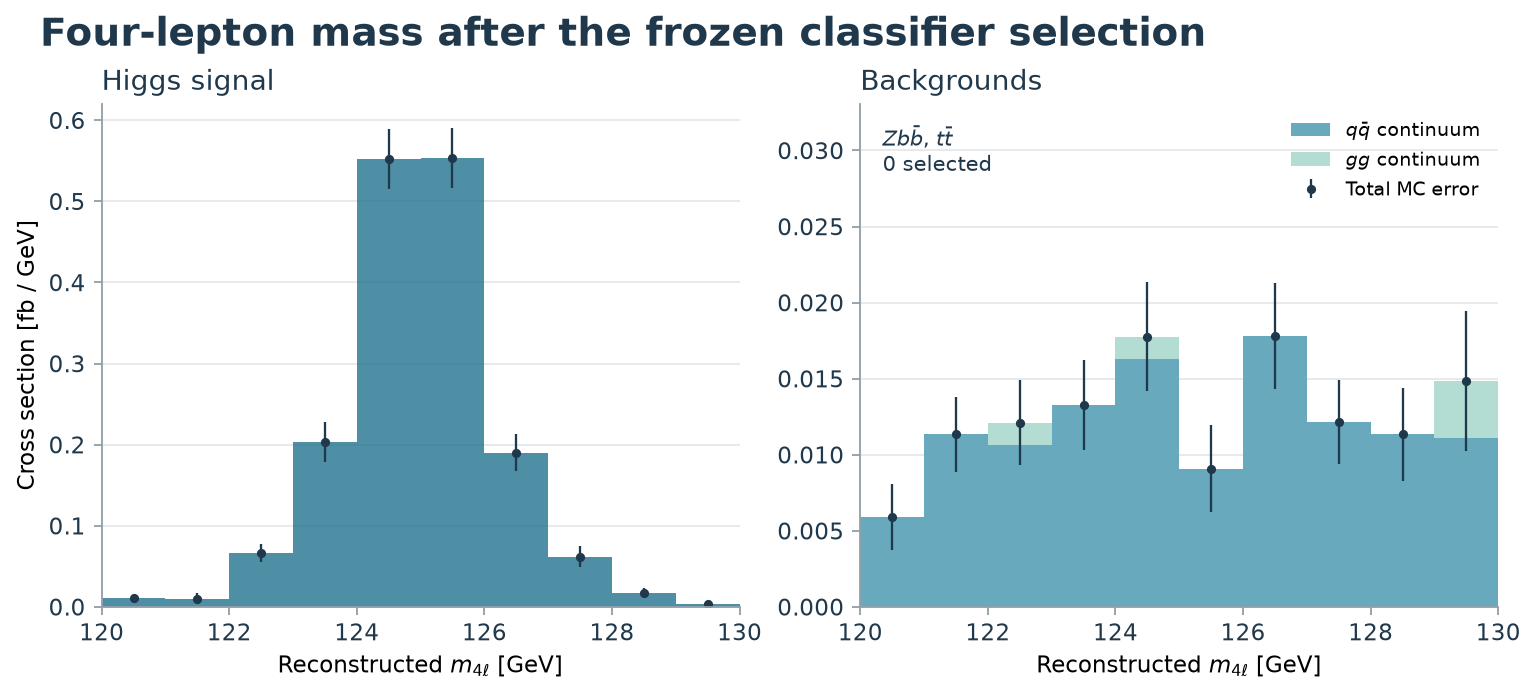 Four-lepton mass after the frozen classifier selection
Higgs signal
Cross section [fb / GeV]
0.6
0.5
0.4
0.3
0.2
0.1
0.0
120 122 124 126 128 130
Reconstructed m₄ℓ [GeV]
Backgrounds
Zbb̄, tt̄
0 selected
qq̄ continuum
gg continuum
Total MC error
0.030
0.025
0.020
0.015
0.010
0.005
0.000
120 122 124 126 128 130
Reconstructed m₄ℓ [GeV]